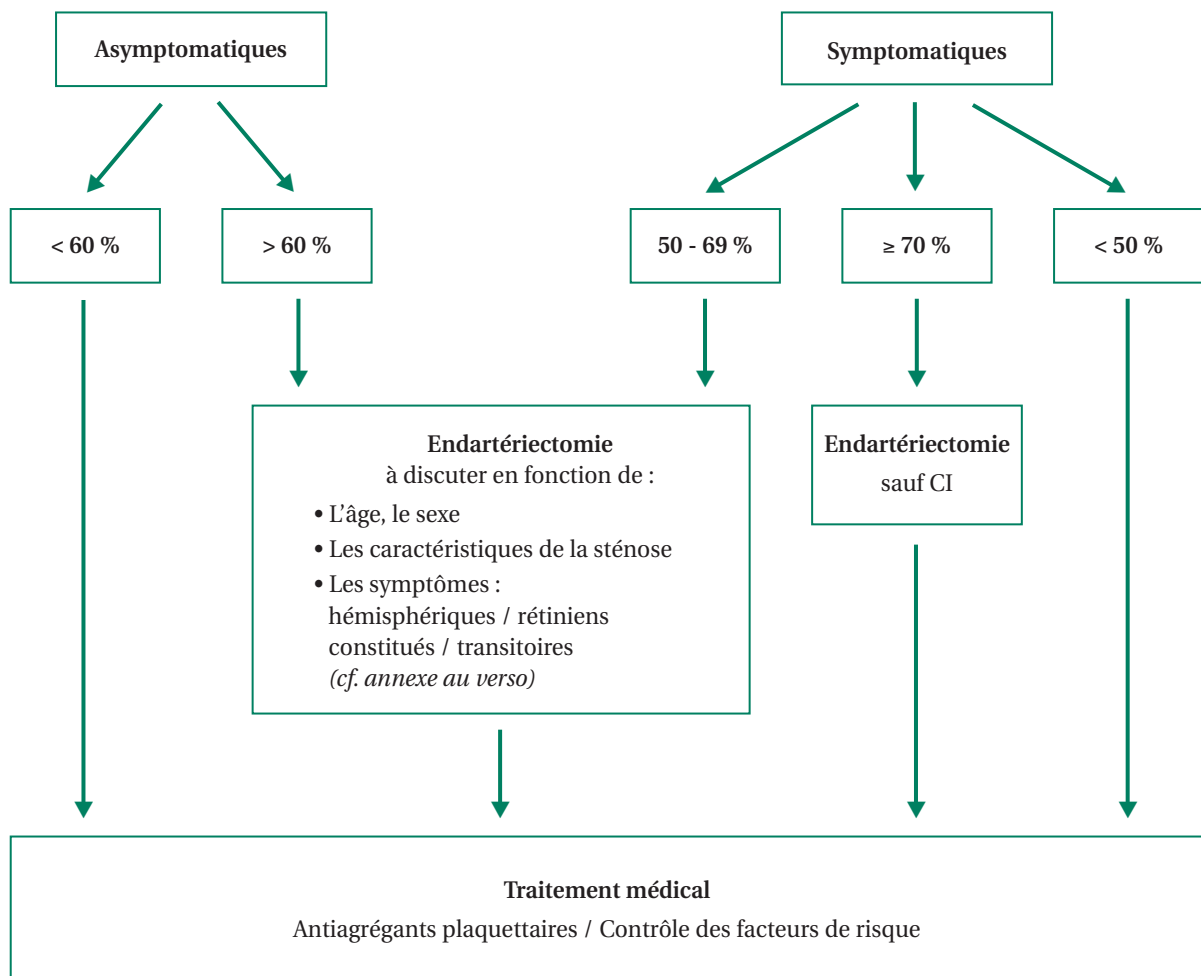 Asymptomatiques
Symptomatiques
< 60 %
> 60 %
50 - 69 %
≥ 70 %
< 50 %
Endartériectomie
à discuter en fonction de :
• L’âge, le sexe
• Les caractéristiques de la sténose
• Les symptômes :
hémisphériques / rétiniens
constitués / transitoires
(cf. annexe au verso)
Endartériectomie
sauf CI
Traitement médical
Antiagrégants plaquettaires / Contrôle des facteurs de risque